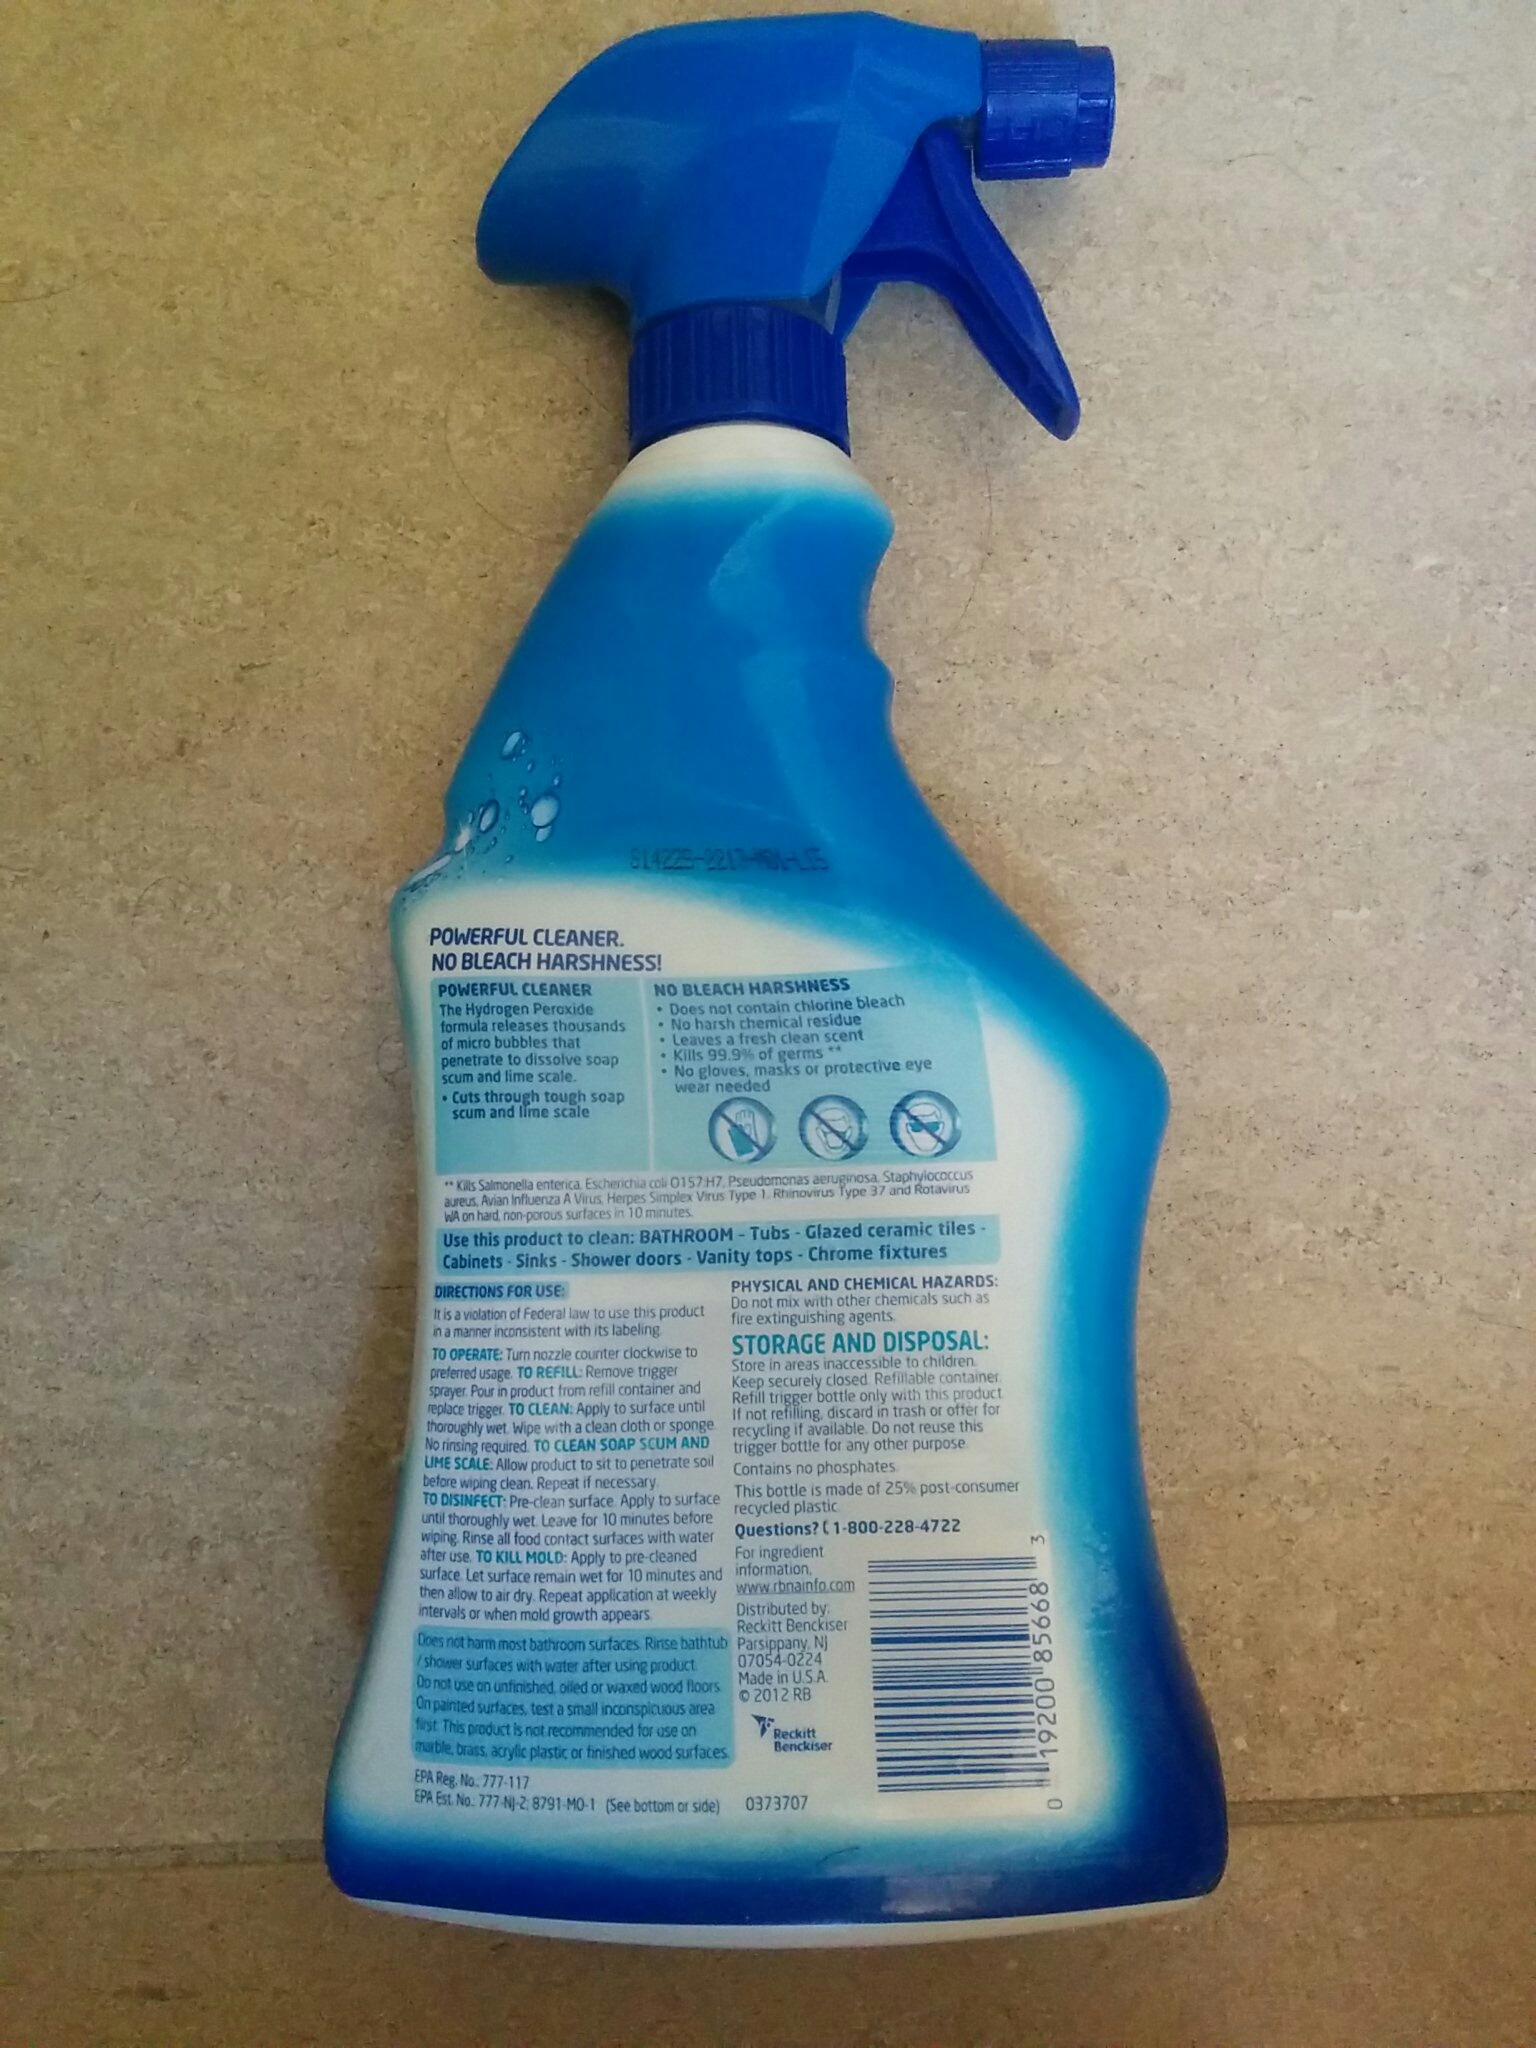 POWERFUL CLEANER.
NO BLEACH HARSHNESS!
POWERFUL CLEANER
The Hydrogen Peroxide
formula releases thousands
of micro bubbles that
penetrate to dissolve soap
scum and lime scale.
• Cuts through tough soap
scum and lime scale
NO BLEACH HARSHNESS
• Does not contain chlorine bleach
• No harsh chemical residue
• Leaves a fresh clean scent
• Kills 99.9% of germs **
• No gloves, masks or protective eye
wear needed
** Kills Salmonella enterica, Escherichia coli O157:H7, Pseudomonas aeruginosa, Staphylococcus
aureus, Avian Influenza A Virus, Herpes Simplex Virus Type 1, Rhinovirus Type 37 and Rotavirus
WA on hard, non-porous surfaces in 10 minutes.
Use this product to clean: BATHROOM - Tubs - Glazed ceramic tiles -
Cabinets - Sinks - Shower doors - Vanity tops - Chrome fixtures
DIRECTIONS FOR USE:
It is a violation of Federal law to use this product
in a manner inconsistent with its labeling.
TO OPERATE: Turn nozzle counter clockwise to
preferred usage. TO REFILL: Remove trigger
sprayer. Pour in product from refill container and
replace trigger. TO CLEAN: Apply to surface until
thoroughly wet. Wipe with a clean cloth or sponge.
No rinsing required. TO CLEAN SOAP SCUM AND
LIME SCALE: Allow product to sit to penetrate soil
before wiping clean. Repeat if necessary.
TO DISINFECT: Pre-clean surface. Apply to surface
until thoroughly wet. Leave for 10 minutes before
wiping. Rinse all food contact surfaces with water
after use. TO KILL MOLD: Apply to pre-cleaned
surface. Let surface remain wet for 10 minutes and
then allow to air dry. Repeat application at weekly
intervals or when mold growth appears.
Does not harm most bathroom surfaces. Rinse bathtub
/ shower surfaces with water after using product.
Do not use on unfinished, oiled or waxed wood floors.
On painted surfaces, test a small inconspicuous area
first. This product is not recommended for use on
marble, brass, acrylic plastic or finished wood surfaces.
EPA Reg. No.: 777-117
EPA Est. No.: 777-NJ-2; 8791-MO-1 (See bottom or side)
PHYSICAL AND CHEMICAL HAZARDS:
Do not mix with other chemicals such as
fire extinguishing agents.
STORAGE AND DISPOSAL:
Store in areas inaccessible to children.
Keep securely closed. Refillable container.
Refill trigger bottle only with this product.
If not refilling, discard in trash or offer for
recycling if available. Do not reuse this
trigger bottle for any other purpose.
Contains no phosphates.
This bottle is made of 25% post-consumer
recycled plastic.
Questions? 1-800-228-4722
For ingredient
information,
www.rbnainfo.com
Distributed by:
Reckitt Benckiser
Parsippany, NJ
07054-0224
Made in U.S.A.
© 2012 RB
Reckitt
Benckiser
0373707
0 19200 85668 3